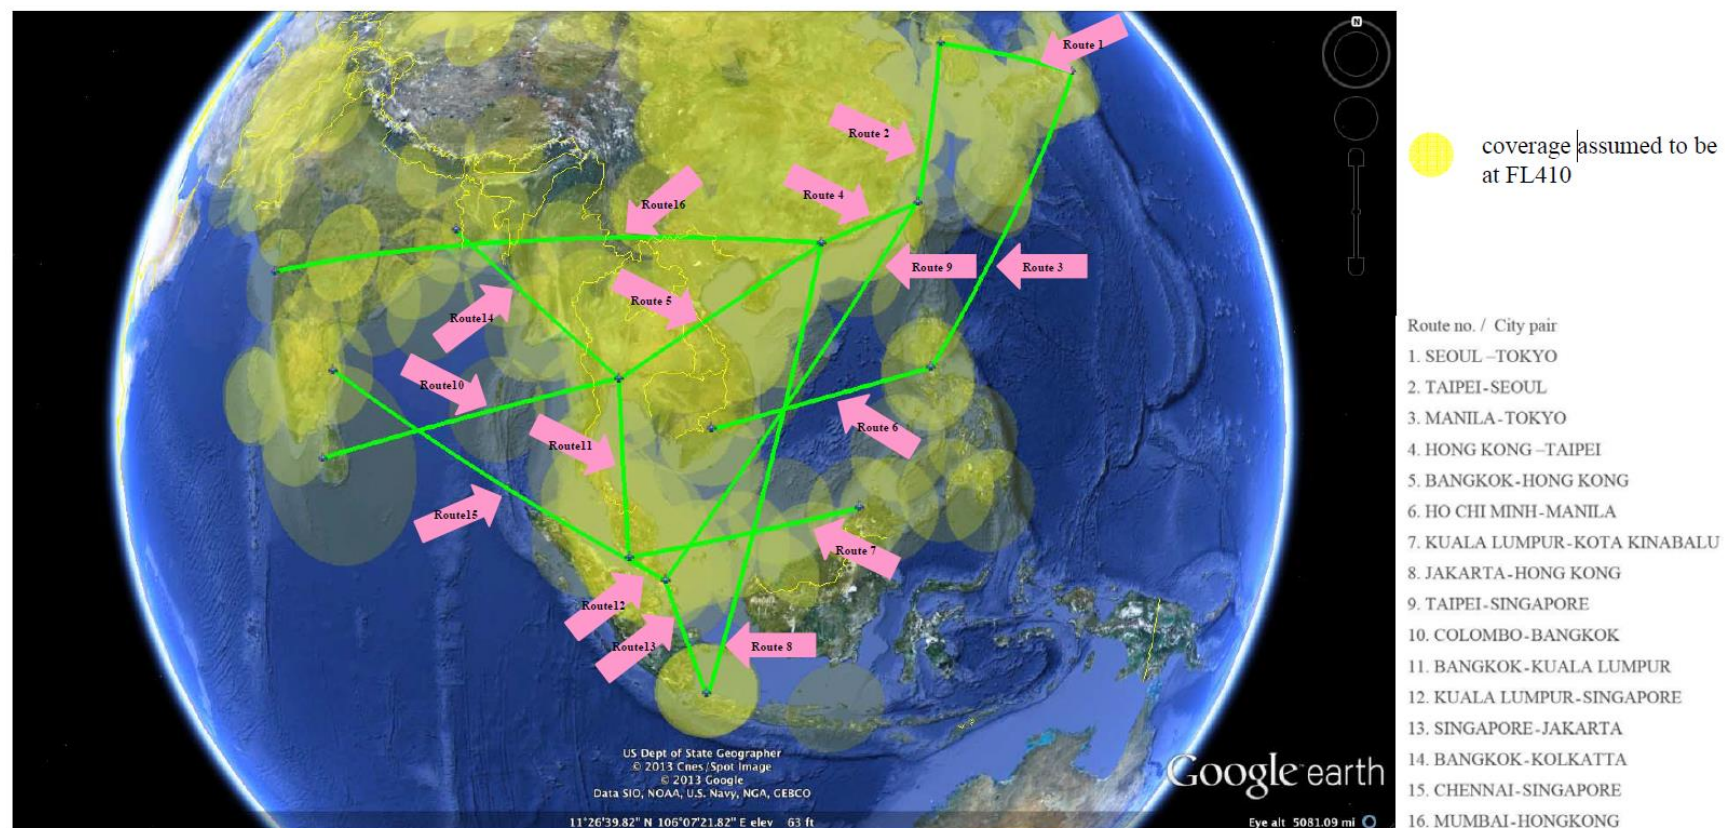 N
Route 1
Route 2
Route 4
Route16
Route 9
Route 3
Route 5
Route14
Route10
Route 6
Route11
Route15
Route 7
Route12
Route13
Route 8
US Dept of State Geographer
© 2013 Cnes/Spot Image
© 2013 Google
Data SIO, NOAA, U.S. Navy, NGA, GEBCO
Google earth
11°26'39.82" N 106°07'21.82" E elev 63 ft
Eye alt 5081.09 mi
coverage assumed to be
at FL410
Route no. / City pair
1. SEOUL –TOKYO
2. TAIPEI-SEOUL
3. MANILA-TOKYO
4. HONG KONG –TAIPEI
5. BANGKOK-HONG KONG
6. HO CHI MINH-MANILA
7. KUALA LUMPUR-KOTA KINABALU
8. JAKARTA-HONG KONG
9. TAIPEI-SINGAPORE
10. COLOMBO-BANGKOK
11. BANGKOK-KUALA LUMPUR
12. KUALA LUMPUR-SINGAPORE
13. SINGAPORE-JAKARTA
14. BANGKOK-KOLKATTA
15. CHENNAI-SINGAPORE
16. MUMBAI-HONGKONG